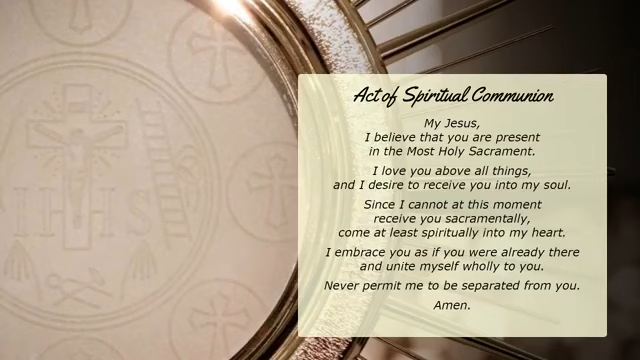 Act of Spiritual Communion
My Jesus,
I believe that you are present
in the Most Holy Sacrament.
I love you above all things,
and I desire to receive you into my soul.
Since I cannot at this moment
receive you sacramentally,
come at least spiritually into my heart.
I embrace you as if you were already there
and unite myself wholly to you.
Never permit me to be separated from you.
Amen.
IHS